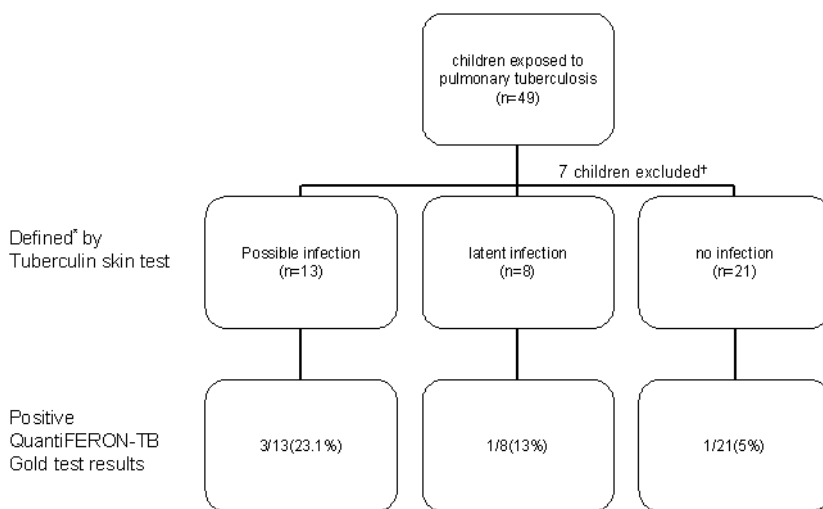 children exposed to
pulmonary tuberculosis
(n=49)
7 children excluded†
Defined* by
Tuberculin skin test
Possible infection
(n=13)
latent infection
(n=8)
no infection
(n=21)
Positive
QuantiFERON-TB
Gold test results
3/13(23.1%)
1/8(13%)
1/21(5%)